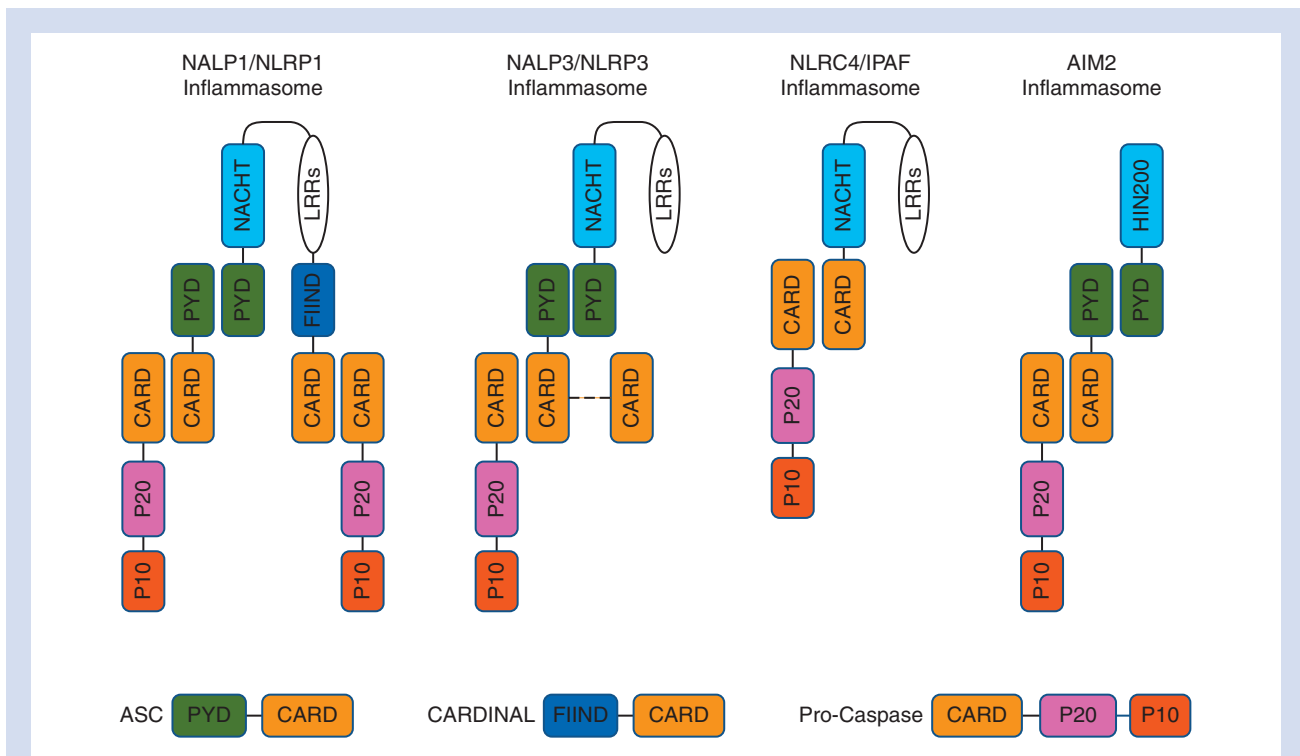 NALP1/NLRP1
Inflammasome
NALP3/NLRP3
Inflammasome
NLRC4/IPAF
Inflammasome
AIM2
Inflammasome
NACHT
LRRs
PYD
PYD
FIIND
CARD
CARD
CARD
CARD
P20
P20
P10
P10
NACHT
LRRs
PYD
PYD
CARD
CARD
CARD
P20
P10
NACHT
LRRs
CARD
CARD
P20
P10
HIN200
PYD
PYD
CARD
CARD
P20
P10
ASC PYD CARD
CARDINAL FIIND CARD
Pro-Caspase CARD P20 P10